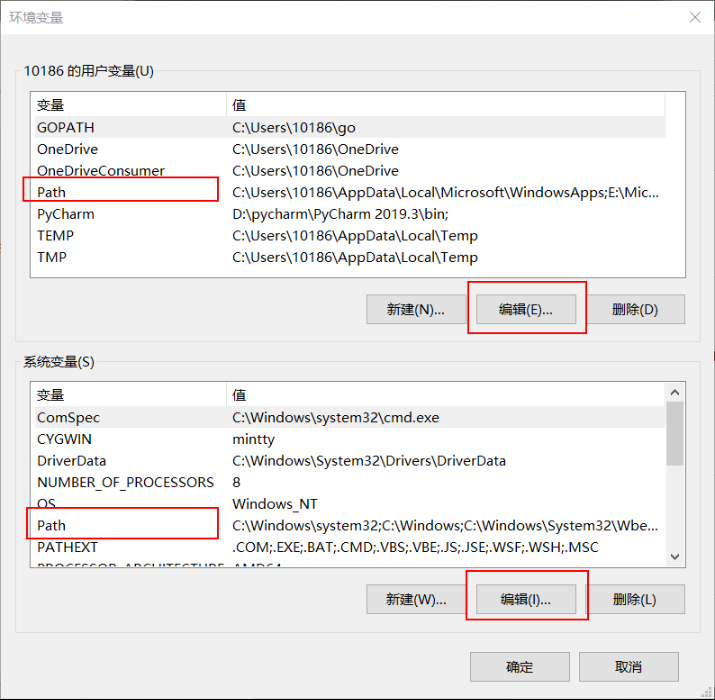 环境变量
10186 的用户变量(U)
变量 值
GOPATH C:\Users\10186\go
OneDrive C:\Users\10186\OneDrive
OneDriveConsumer C:\Users\10186\OneDrive
Path C:\Users\10186\AppData\Local\Microsoft\WindowsApps;E:\Mic...
PyCharm D:\pycharm\PyCharm 2019.3\bin;
TEMP C:\Users\10186\AppData\Local\Temp
TMP C:\Users\10186\AppData\Local\Temp
新建(N)... 编辑(E)... 删除(D)
系统变量(S)
变量 值
ComSpec C:\Windows\system32\cmd.exe
CYGWIN mintty
DriverData C:\Windows\System32\Drivers\DriverData
NUMBER_OF_PROCESSORS 8
OS Windows_NT
Path C:\Windows\system32;C:\Windows;C:\Windows\System32\Wbe...
PATHEXT .COM;.EXE;.BAT;.CMD;.VBS;.VBE;.JS;.JSE;.WSF;.WSH;.MSC
PROCESSOR_ARCHITECTURE AMD64
新建(W)... 编辑(I)... 删除(L)
确定 取消